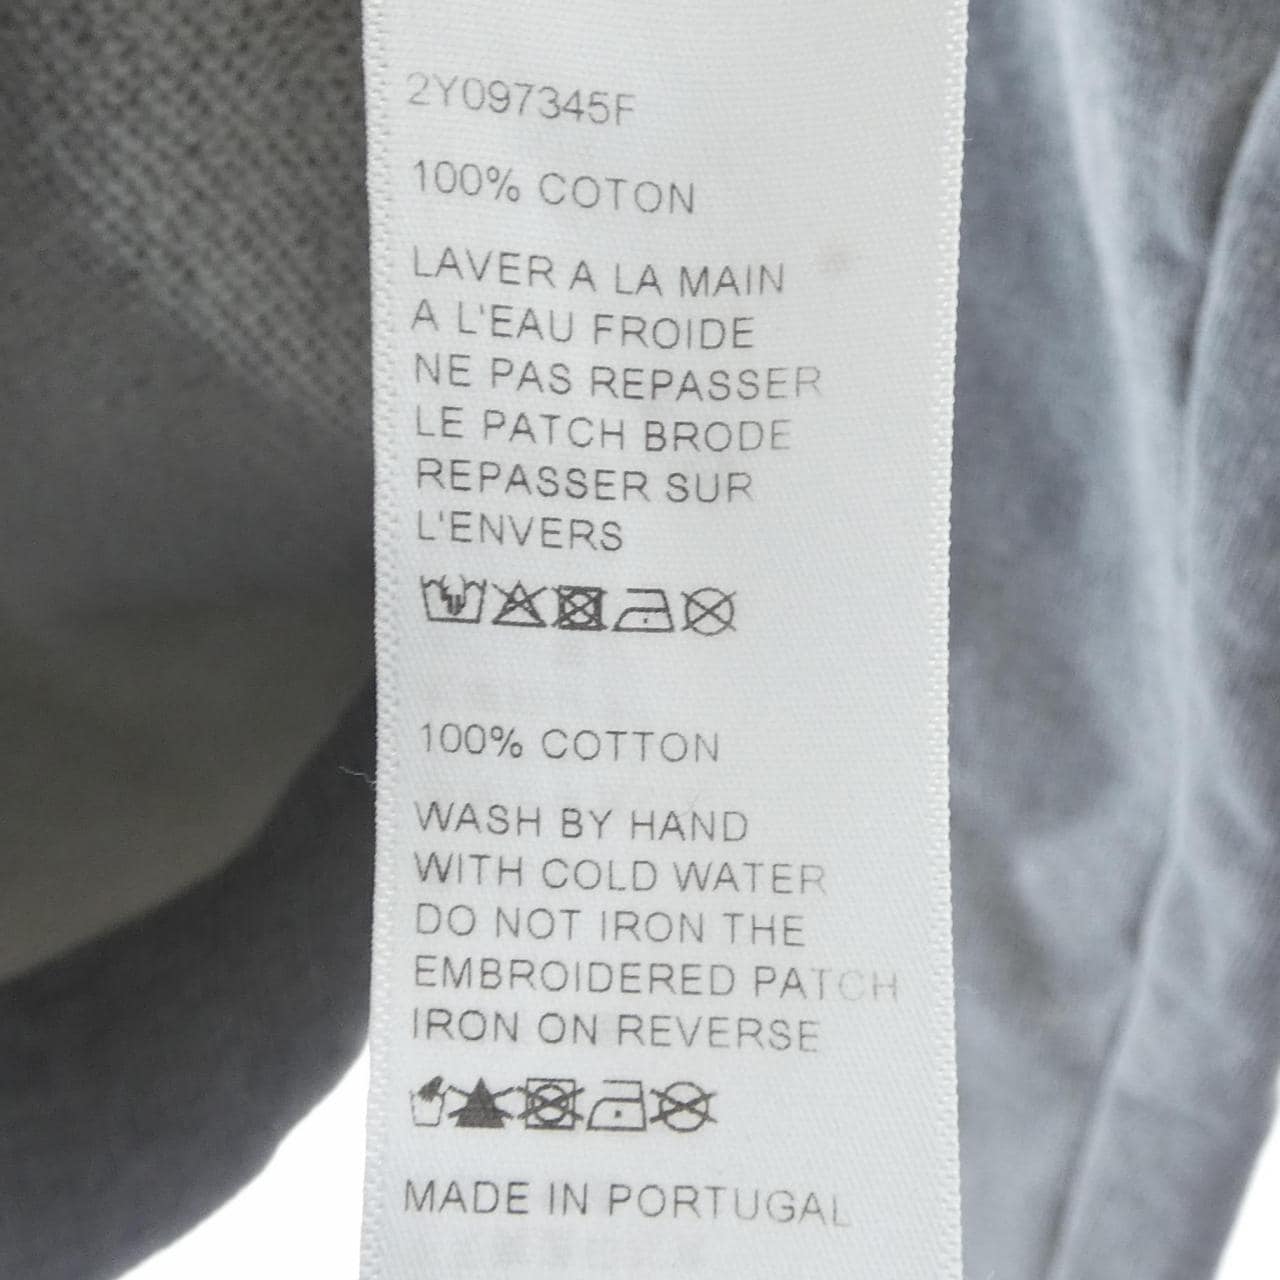 2Y097345F
100% COTON
LAVER A LA MAIN
A L'EAU FROIDE
NE PAS REPASSER
LE PATCH BRODE
REPASSER SUR
L'ENVERS
100% COTTON
WASH BY HAND
WITH COLD WATER
DO NOT IRON THE
EMBROIDERED PATCH
IRON ON REVERSE
MADE IN PORTUGAL